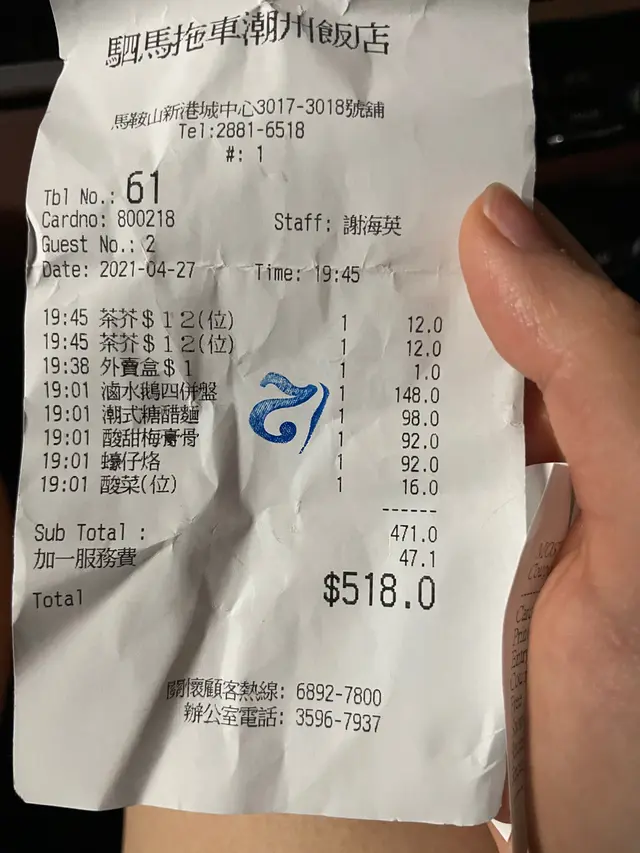 駟馬拖車潮州飯店
馬鞍山新港城中心3017-3018號舖
Tel:2881-6518
#: 1
Tbl No.: 61
Cardno: 800218 Staff: 謝海英
Guest No.: 2
Date: 2021-04-27 Time: 19:45
19:45 茶芥$12(位) 1 12.0
19:45 茶芥$12(位) 1 12.0
19:38 外賣盒$1 1 1.0
19:01 滷水鵝四併盤 1 148.0
19:01 潮式糖醋麵 1 98.0
19:01 酸甜梅膏骨 1 92.0
19:01 蠔仔烙 1 92.0
19:01 酸菜(位) 1 16.0
------
Sub Total : 471.0
加一服務費 47.1
Total $518.0
關懷顧客熱線: 6892-7800
辦公室電話: 3596-7937